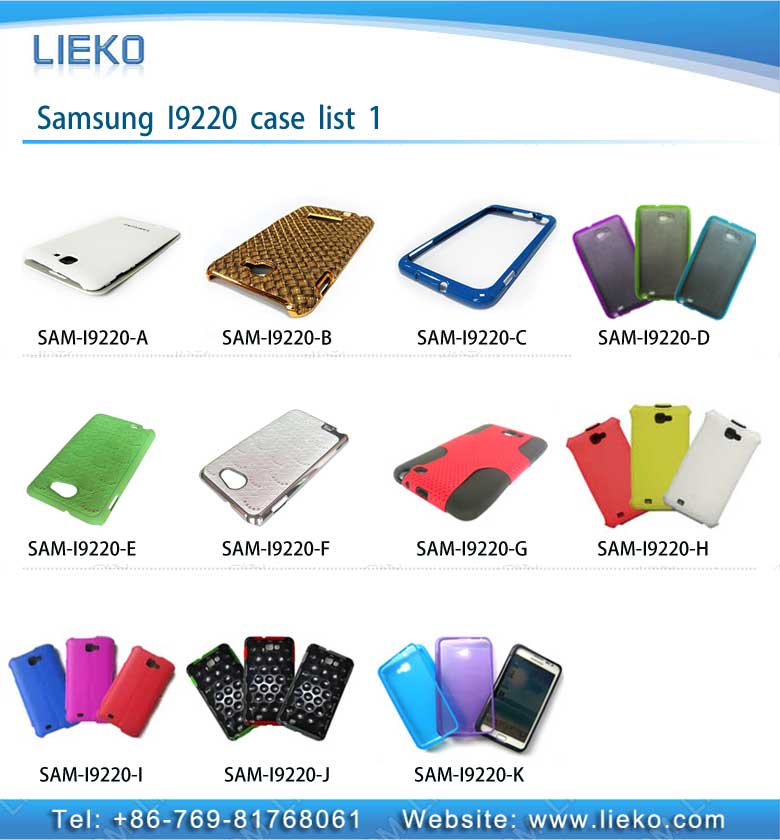 LIEKO
Samsung I9220 case list 1
SAMSUNG
SAM-I9220-A SAM-I9220-B SAM-I9220-C SAM-I9220-D
SAM-I9220-E SAM-I9220-F SAM-I9220-G SAM-I9220-H
SAM-I9220-I SAM-I9220-J SAM-I9220-K
Tel: +86-769-81768061 Website: www.lieko.com